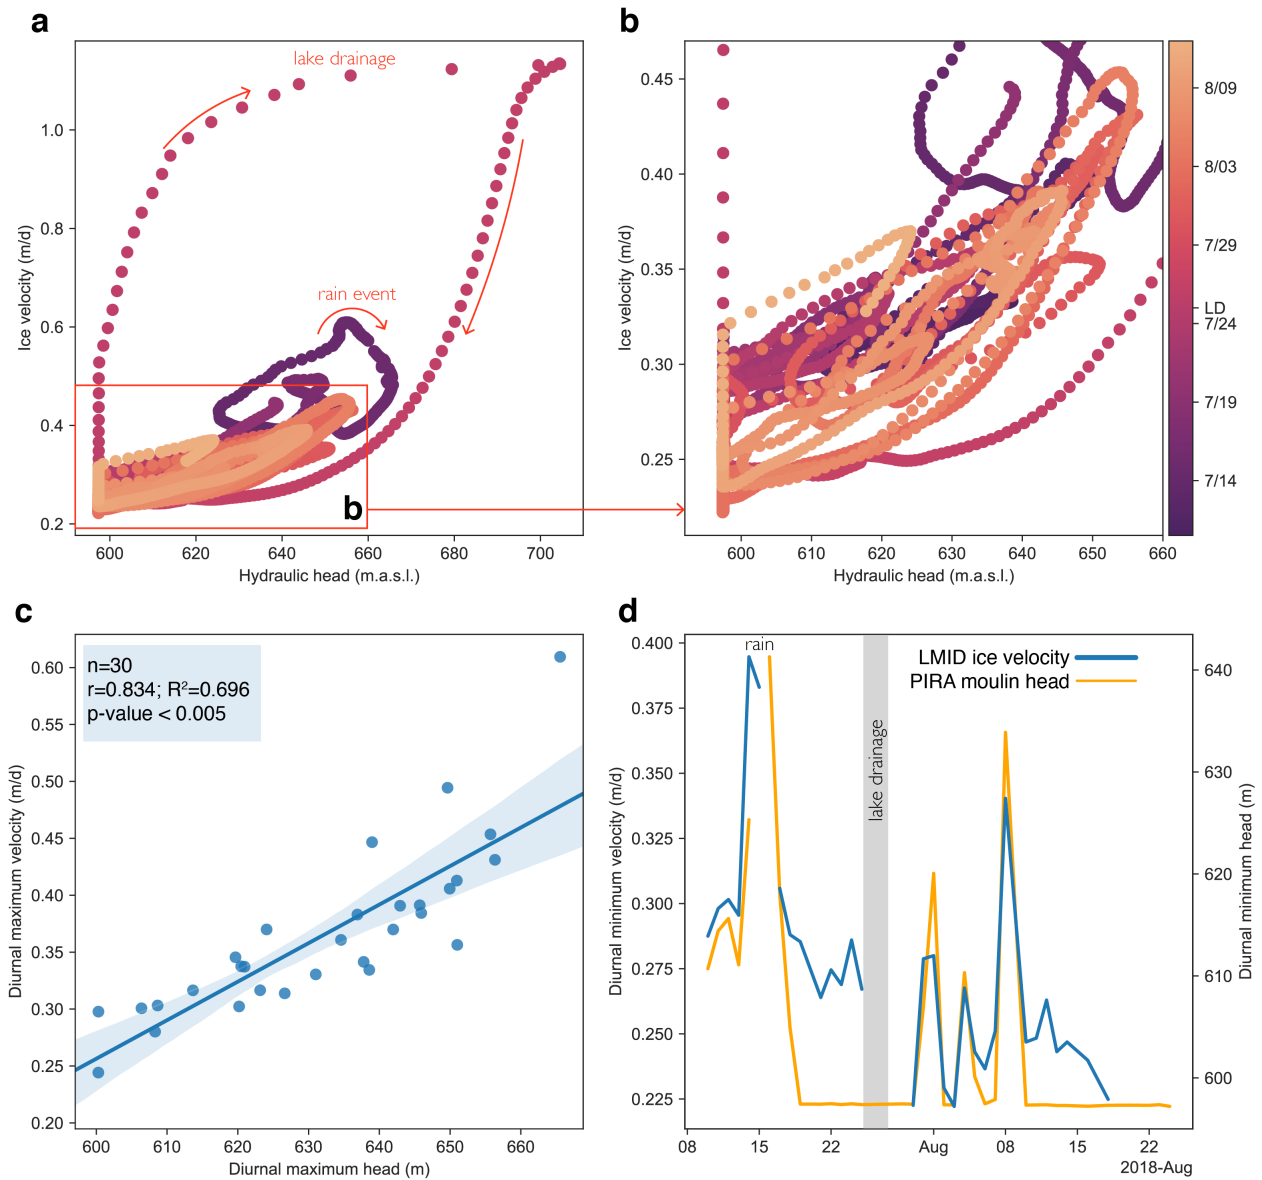 a
lake drainage
rain event
b
Ice velocity (m/d)
1.0
0.8
0.6
0.4
0.2
600
620
640
660
680
700
Hydraulic head (m.a.s.l.)
b
Ice velocity (m/d)
0.45
0.40
0.35
0.30
0.25
600
610
620
630
640
650
660
Hydraulic head (m.a.s.l.)
8/09
8/03
7/29
LD
7/24
7/19
7/14
c
n=30
r=0.834; R²=0.696
p-value < 0.005
Diurnal maximum velocity (m/d)
0.60
0.55
0.50
0.45
0.40
0.35
0.30
0.25
0.20
600
610
620
630
640
650
660
Diurnal maximum head (m)
d
rain
lake drainage
LMID ice velocity
PIRA moulin head
Diurnal minimum velocity (m/d)
0.400
0.375
0.350
0.325
0.300
0.275
0.250
0.225
640
630
620
610
600
Diurnal minimum head (m)
08
15
22
Aug
08
15
22
2018-Aug